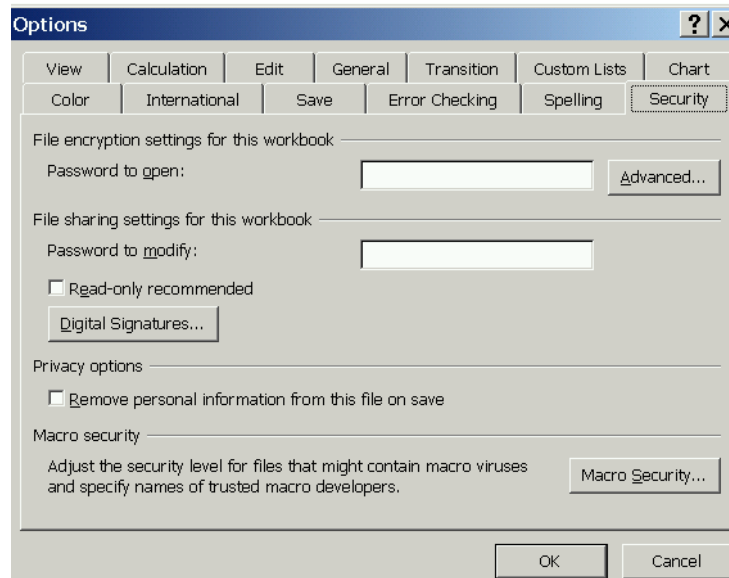 Options
View Calculation Edit General Transition Custom Lists Chart
Color International Save Error Checking Spelling Security
File encryption settings for this workbook
Password to open:
Advanced...
File sharing settings for this workbook
Password to modify:
Read-only recommended
Digital Signatures...
Privacy options
Remove personal information from this file on save
Macro security
Adjust the security level for files that might contain macro viruses
and specify names of trusted macro developers.
Macro Security...
OK Cancel